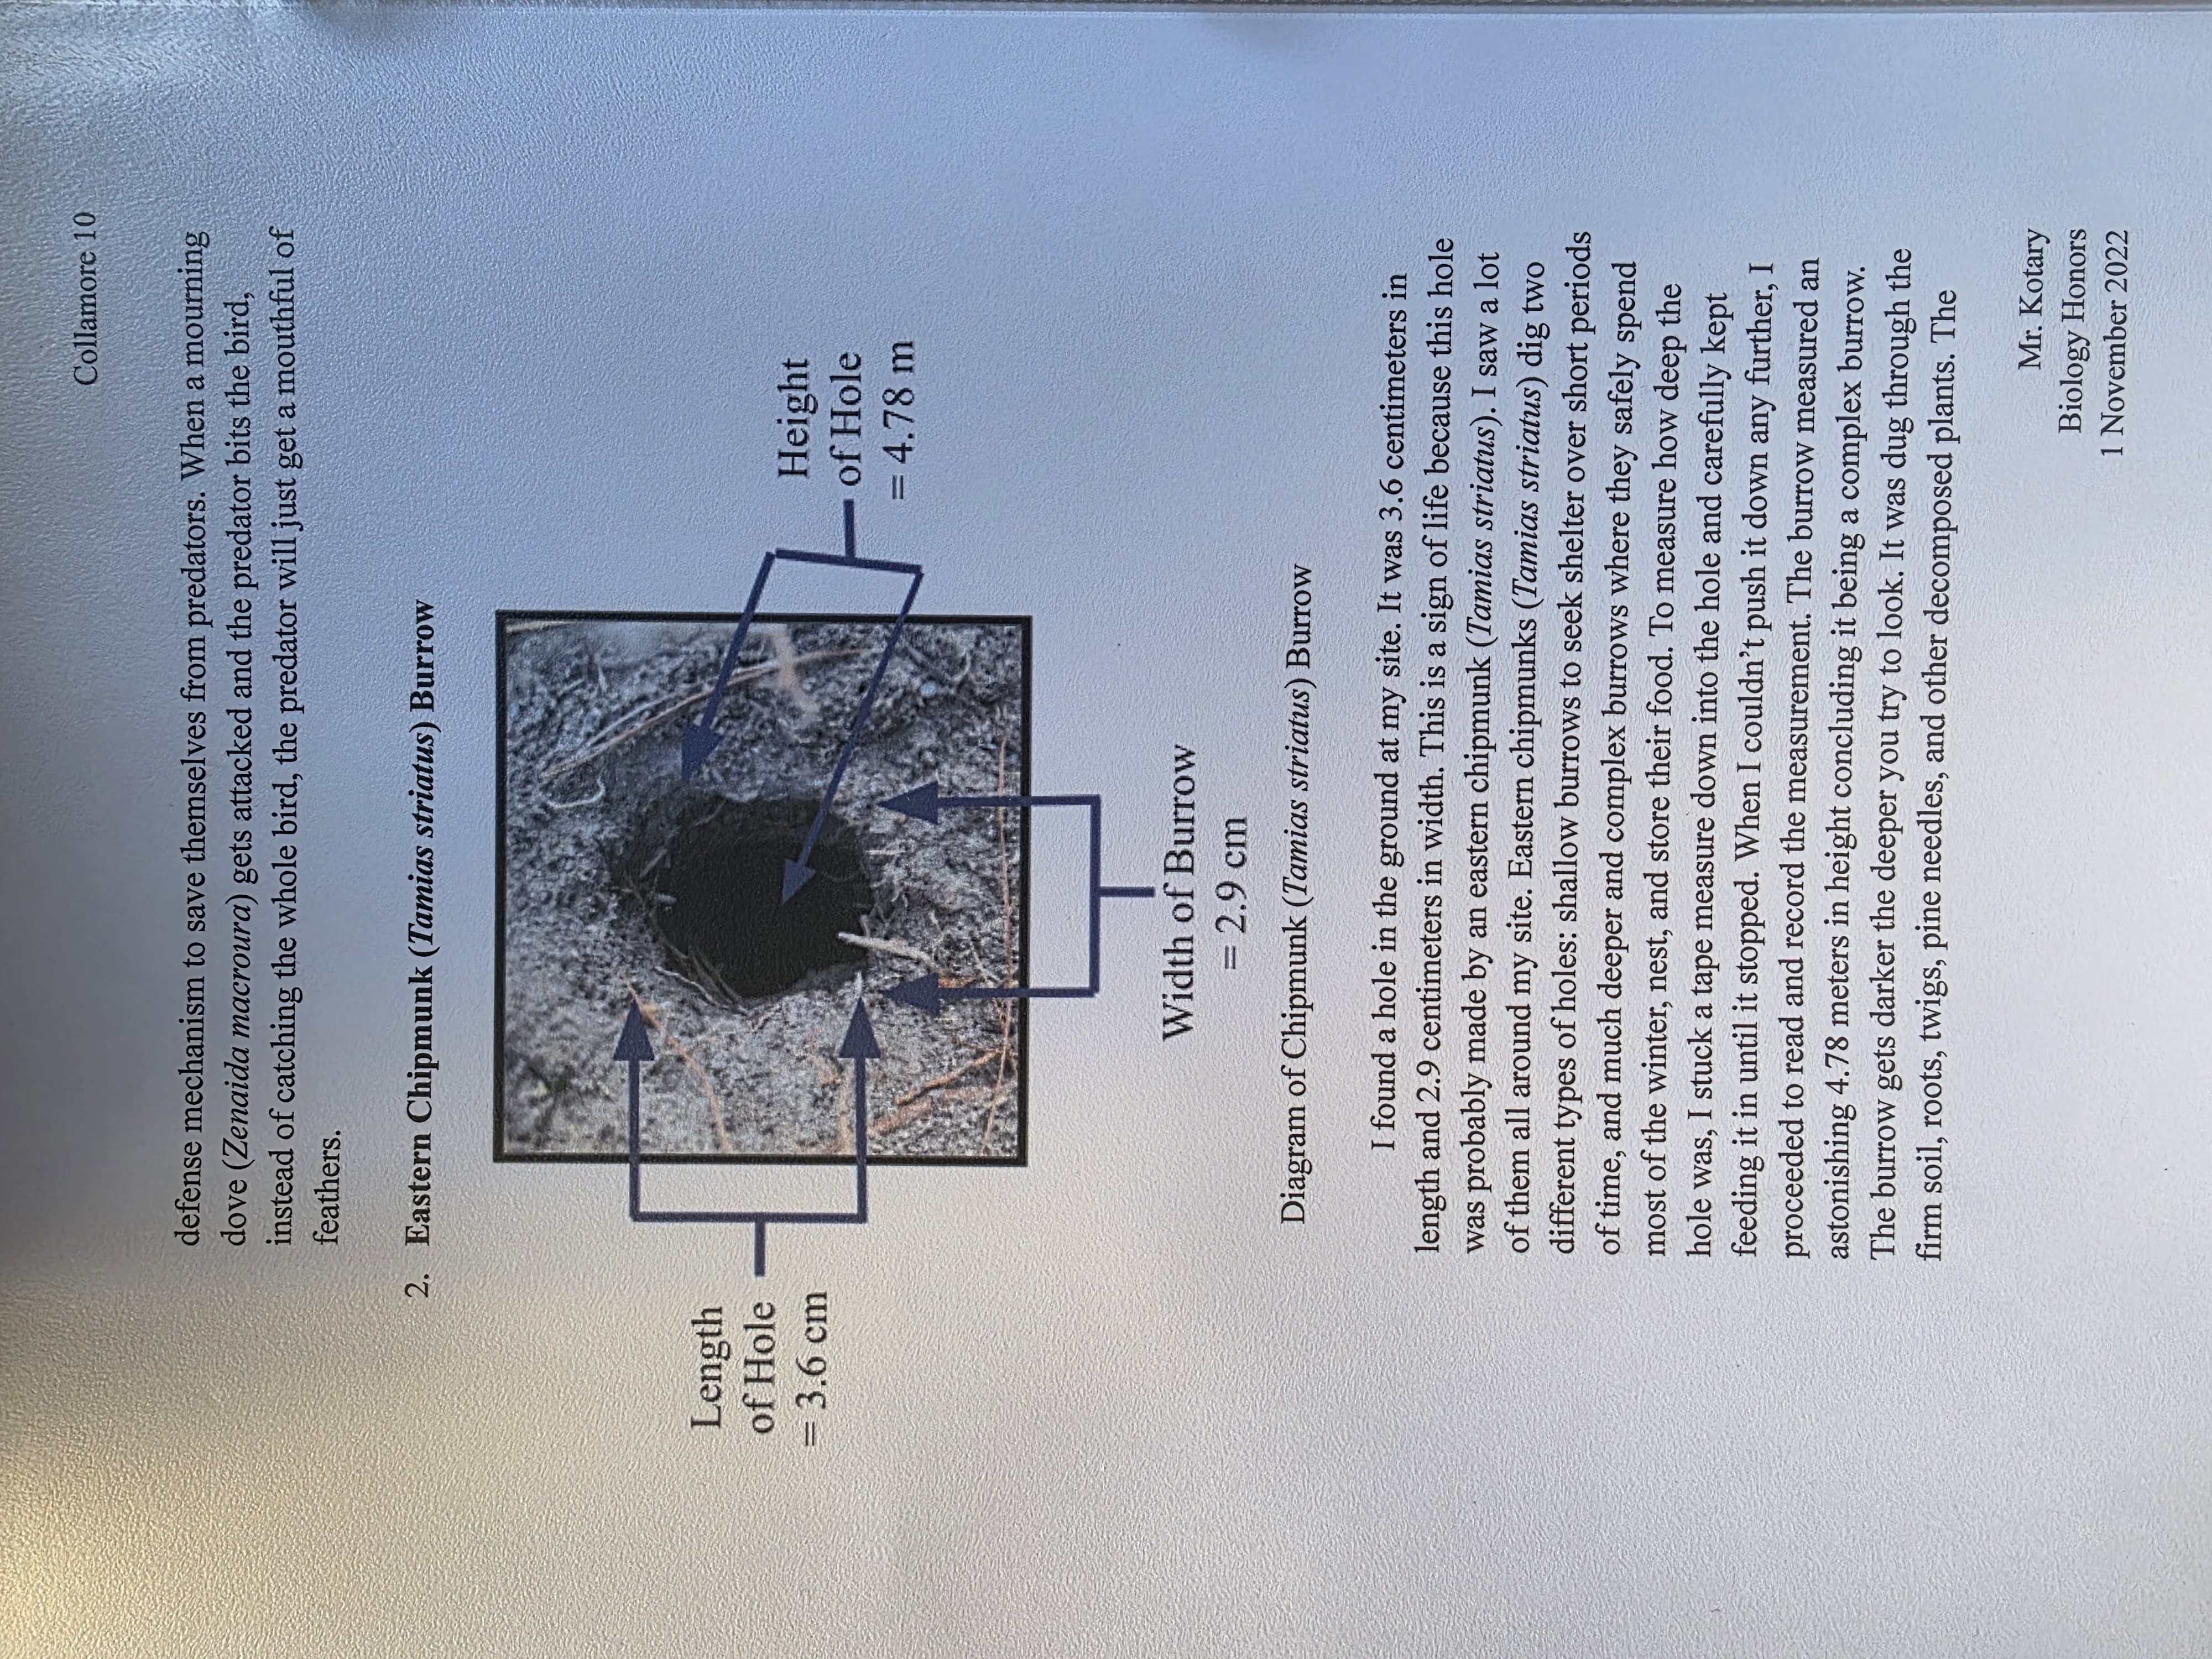 Collamore 10
defense mechanism to save themselves from predators. When a mourning
dove (Zenaida macroura) gets attacked and the predator bits the bird,
instead of catching the whole bird, the predator will just get a mouthful of
feathers.
2. Eastern Chipmunk (Tamias striatus) Burrow
Length
of Hole
= 3.6 cm
Height
of Hole
= 4.78 m
Width of Burrow
= 2.9 cm
Diagram of Chipmunk (Tamias striatus) Burrow
I found a hole in the ground at my site. It was 3.6 centimeters in
length and 2.9 centimeters in width. This is a sign of life because this hole
was probably made by an eastern chipmunk (Tamias striatus). I saw a lot
of them all around my site. Eastern chipmunks (Tamias striatus) dig two
different types of holes: shallow burrows to seek shelter over short periods
of time, and much deeper and complex burrows where they safely spend
most of the winter, nest, and store their food. To measure how deep the
hole was, I stuck a tape measure down into the hole and carefully kept
feeding it in until it stopped. When I couldn’t push it down any further, I
proceeded to read and record the measurement. The burrow measured an
astonishing 4.78 meters in height concluding it being a complex burrow.
The burrow gets darker the deeper you try to look. It was dug through the
firm soil, roots, twigs, pine needles, and other decomposed plants. The
Mr. Kotary
Biology Honors
1 November 2022